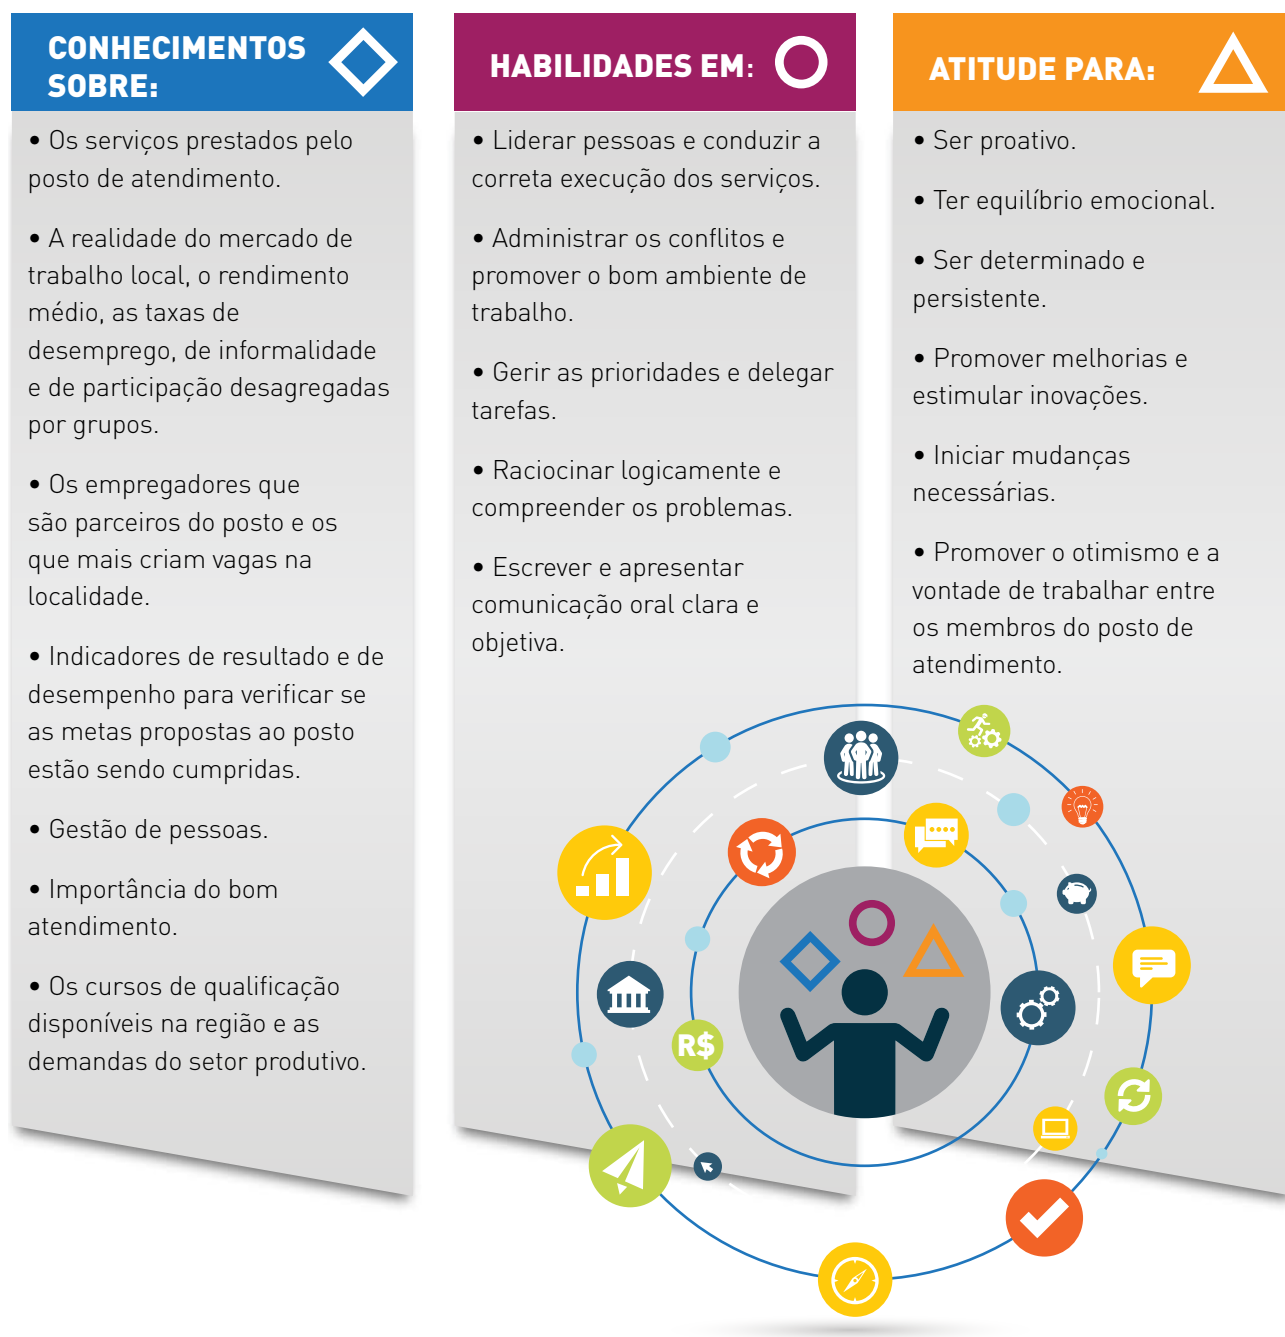 CONHECIMENTOS
SOBRE:
• Os serviços prestados pelo
posto de atendimento.
• A realidade do mercado de
trabalho local, o rendimento
médio, as taxas de
desemprego, de informalidade
e de participação desagregadas
por grupos.
• Os empregadores que
são parceiros do posto e os
que mais criam vagas na
localidade.
• Indicadores de resultado e de
desempenho para verificar se
as metas propostas ao posto
estão sendo cumpridas.
• Gestão de pessoas.
• Importância do bom
atendimento.
• Os cursos de qualificação
disponíveis na região e as
demandas do setor produtivo.
HABILIDADES EM:
• Liderar pessoas e conduzir a
correta execução dos serviços.
• Administrar os conflitos e
promover o bom ambiente de
trabalho.
• Gerir as prioridades e delegar
tarefas.
• Raciocinar logicamente e
compreender os problemas.
• Escrever e apresentar
comunicação oral clara e
objetiva.
ATITUDE PARA:
• Ser proativo.
• Ter equilíbrio emocional.
• Ser determinado e
persistente.
• Promover melhorias e
estimular inovações.
• Iniciar mudanças
necessárias.
• Promover o otimismo e a
vontade de trabalhar entre
os membros do posto de
atendimento.
R$